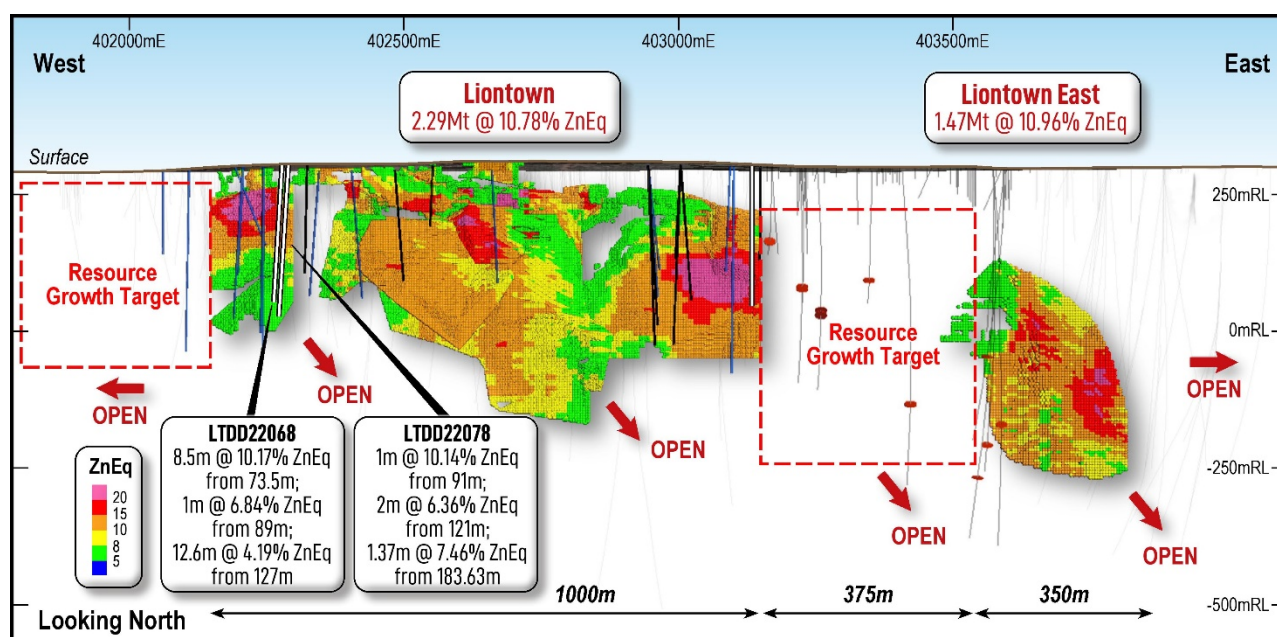 402000mE
402500mE
403000mE
403500mE
West
East
Liontown
2.29Mt @ 10.78% ZnEq
Liontown East
1.47Mt @ 10.96% ZnEq
Surface
250mRL
Resource
Growth Target
Resource
Growth Target
0mRL
OPEN
OPEN
OPEN
OPEN
OPEN
OPEN
-250mRL
LTDD22068
8.5m @ 10.17% ZnEq
from 73.5m;
1m @ 6.84% ZnEq
from 89m;
12.6m @ 4.19% ZnEq
from 127m
LTDD22078
1m @ 10.14% ZnEq
from 91m;
2m @ 6.36% ZnEq
from 121m;
1.37m @ 7.46% ZnEq
from 183.63m
ZnEq
20
15
10
8
5
1000m
375m
350m
-500mRL
Looking North